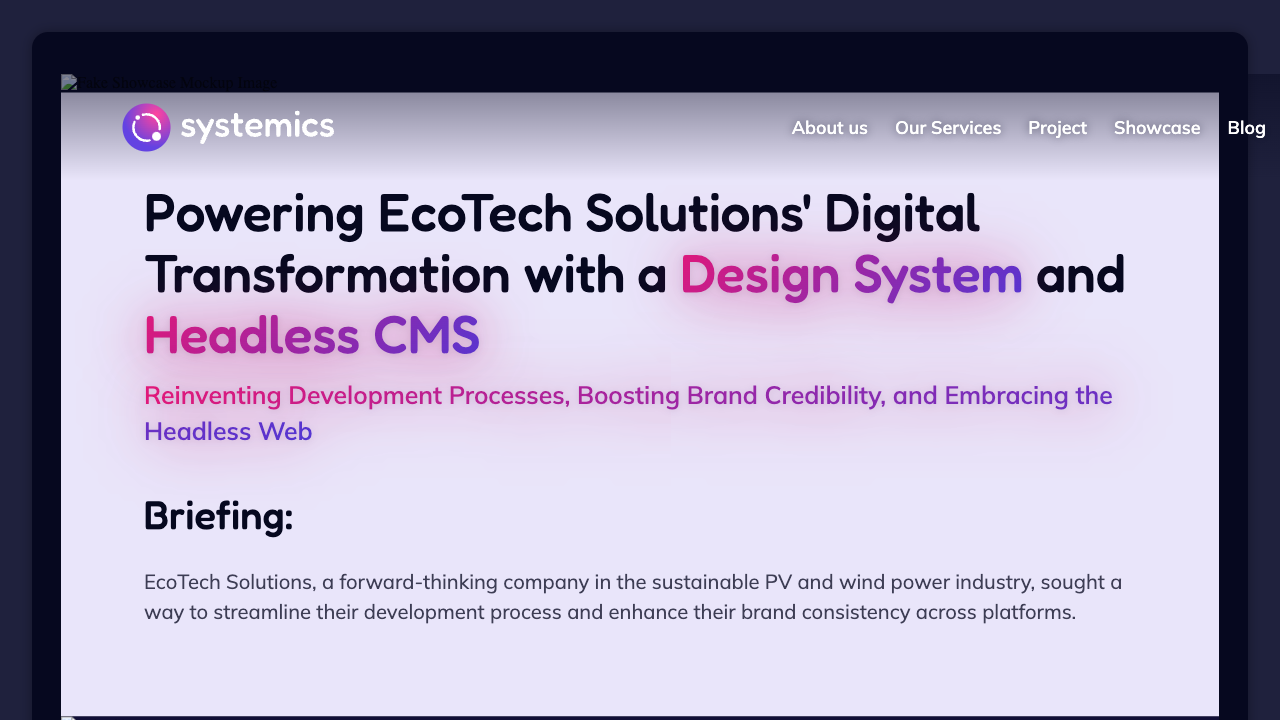 Fake Showcase Mockup Image
systemics
About us
Our Services
Project
Showcase
Blog
Powering EcoTech Solutions' Digital
Transformation with a Design System and
Headless CMS
Reinventing Development Processes, Boosting Brand Credibility, and Embracing the
Headless Web
Briefing:
EcoTech Solutions, a forward-thinking company in the sustainable PV and wind power industry, sought a
way to streamline their development process and enhance their brand consistency across platforms.